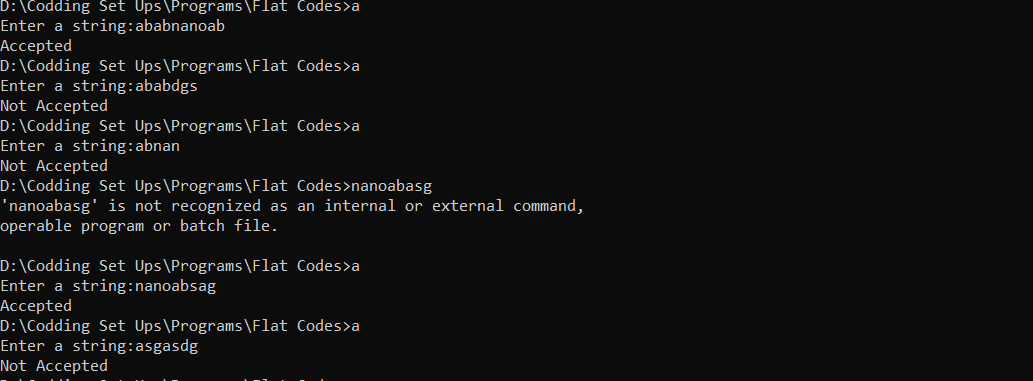 D:\Codding Set Ups\Programs\Flat Codes>a
Enter a string:ababnanoab
Accepted
D:\Codding Set Ups\Programs\Flat Codes>a
Enter a string:ababdgs
Not Accepted
D:\Codding Set Ups\Programs\Flat Codes>a
Enter a string:abnan
Not Accepted
D:\Codding Set Ups\Programs\Flat Codes>nanoabasg
'nanoabasg' is not recognized as an internal or external command,
operable program or batch file.
D:\Codding Set Ups\Programs\Flat Codes>a
Enter a string:nanoabsag
Accepted
D:\Codding Set Ups\Programs\Flat Codes>a
Enter a string:asgasdg
Not Accepted